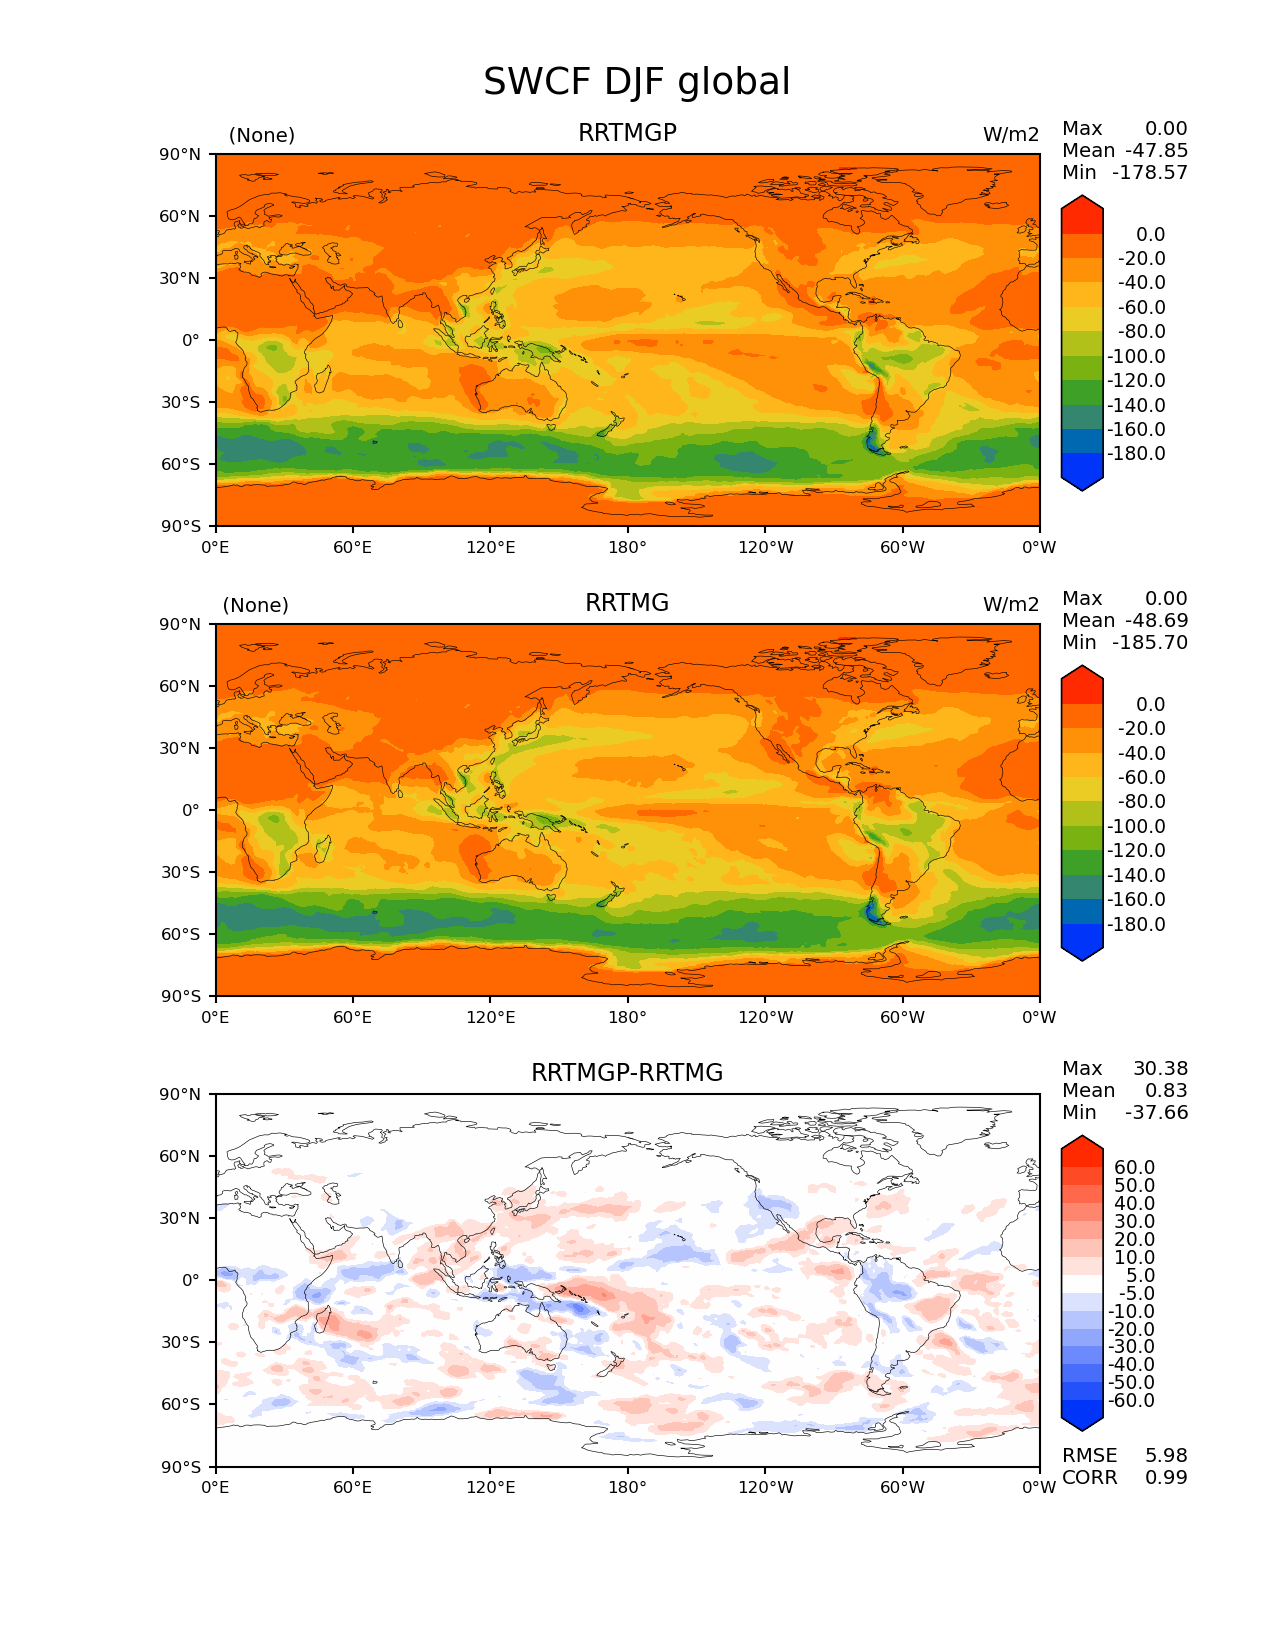 SWCF DJF global
(None) RRTMGP W/m2
Max 0.00
Mean -47.85
Min -178.57
90°N
60°N
30°N
0°
30°S
60°S
90°S
0°E 60°E 120°E 180° 120°W 60°W 0°W
0.0
-20.0
-40.0
-60.0
-80.0
-100.0
-120.0
-140.0
-160.0
-180.0
(None) RRTMG W/m2
Max 0.00
Mean -48.69
Min -185.70
90°N
60°N
30°N
0°
30°S
60°S
90°S
0°E 60°E 120°E 180° 120°W 60°W 0°W
0.0
-20.0
-40.0
-60.0
-80.0
-100.0
-120.0
-140.0
-160.0
-180.0
RRTMGP-RRTMG
Max 30.38
Mean 0.83
Min -37.66
90°N
60°N
30°N
0°
30°S
60°S
90°S
0°E 60°E 120°E 180° 120°W 60°W 0°W
60.0
50.0
40.0
30.0
20.0
10.0
5.0
-5.0
-10.0
-20.0
-30.0
-40.0
-50.0
-60.0
RMSE 5.98
CORR 0.99